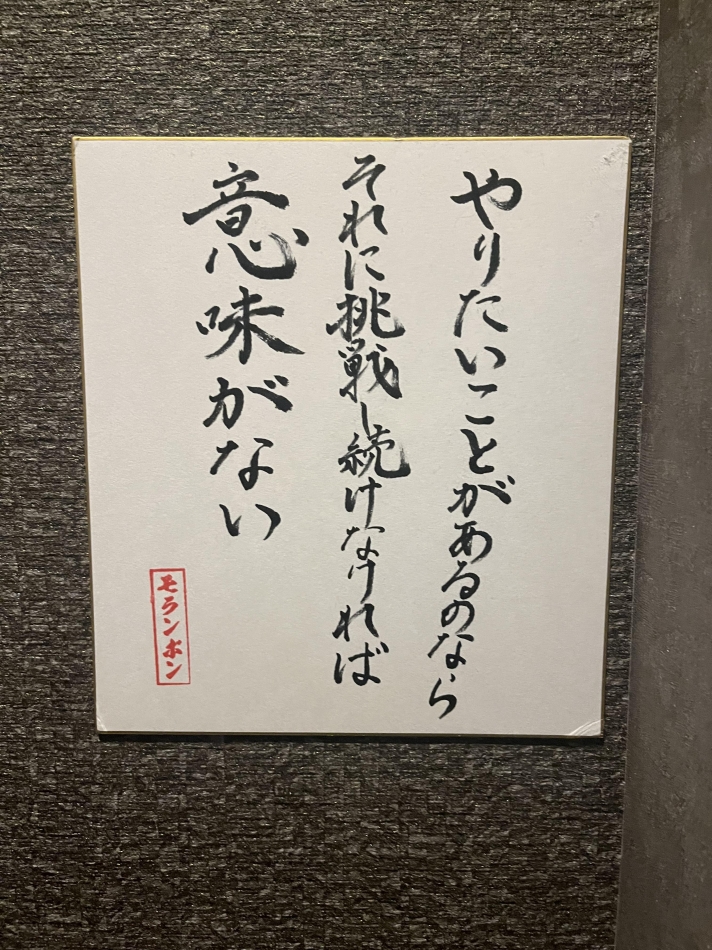 やりたいことがあるのなら
それに挑戦し続けなければ
意味がない
モランボン